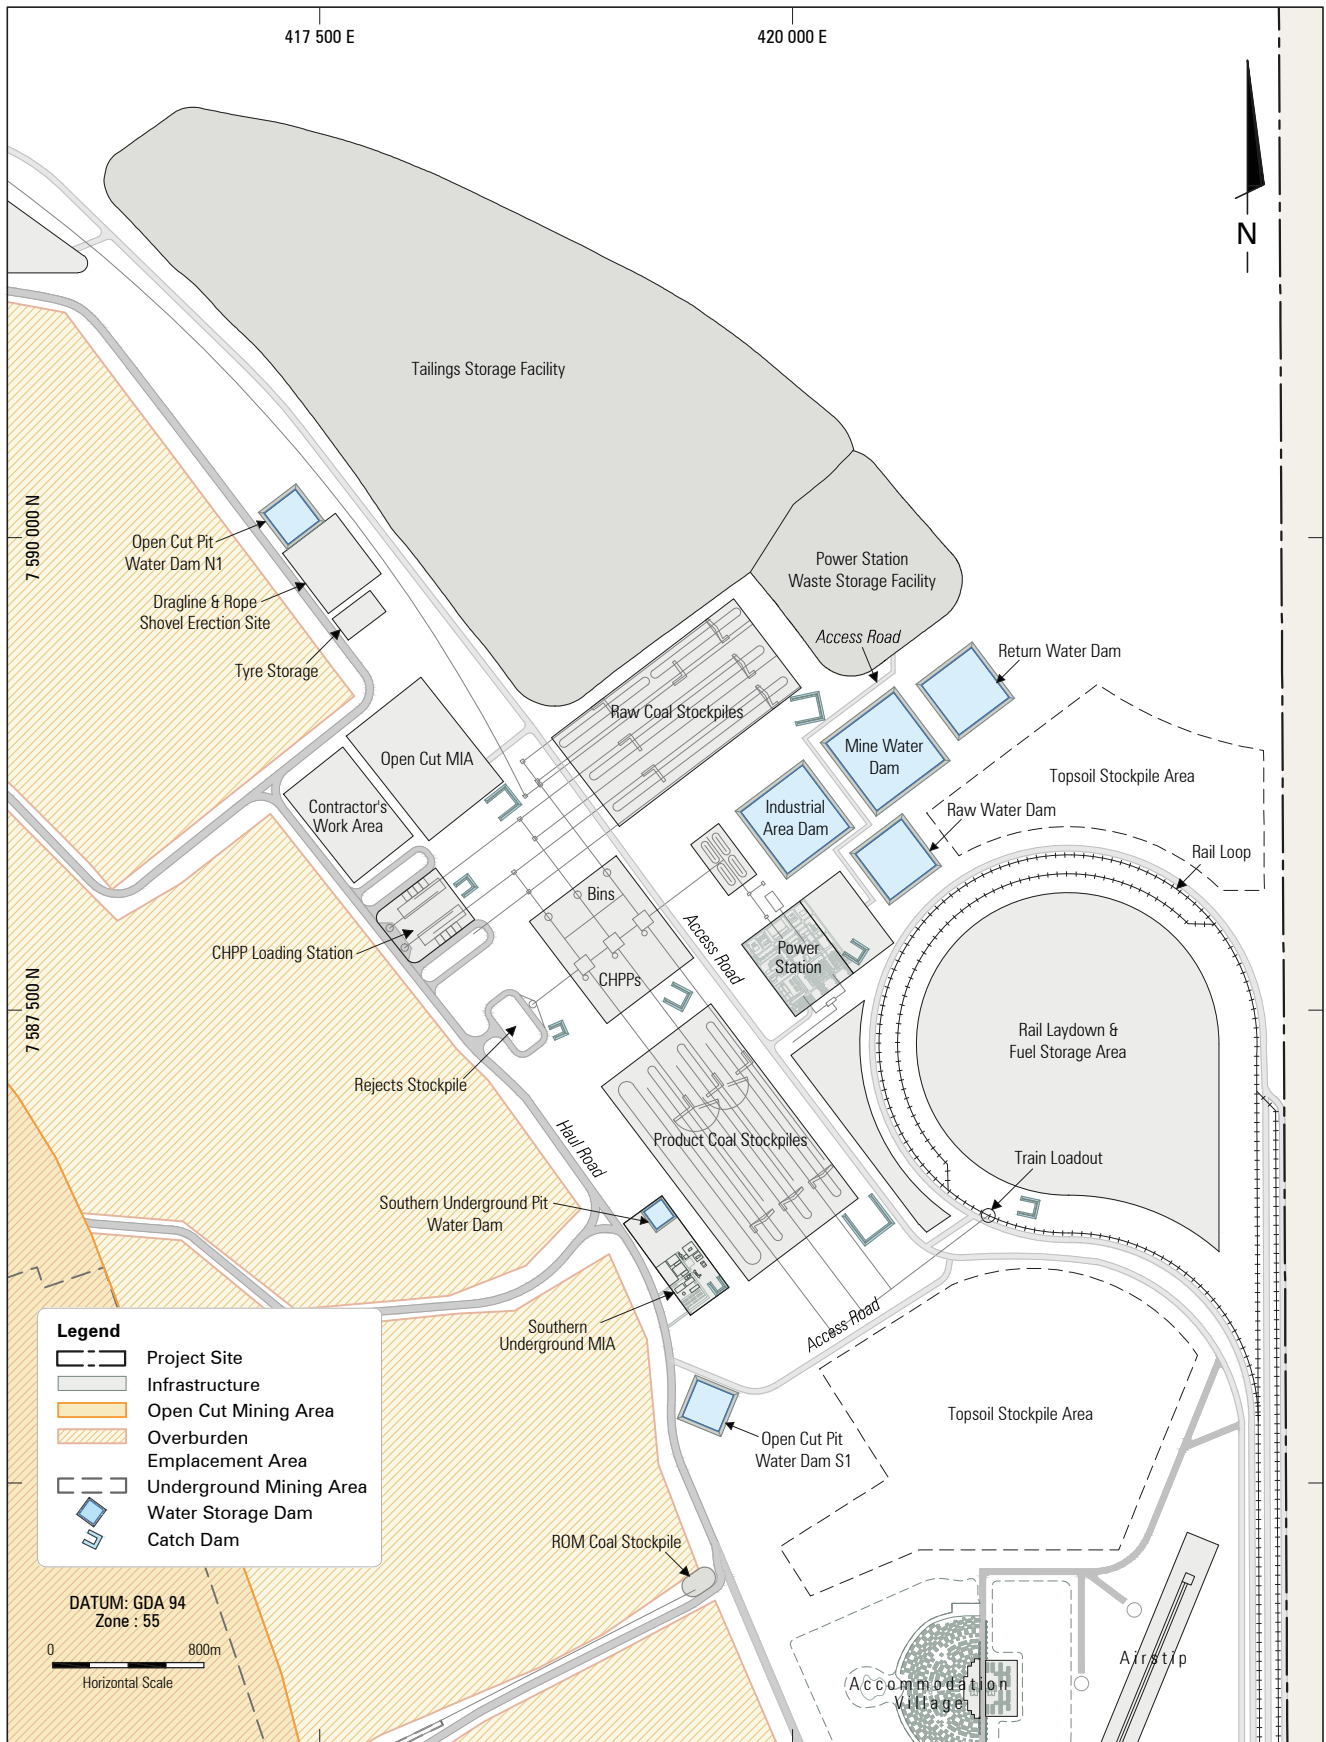 417 500 E
420 000 E
N
Tailings Storage Facility
7 590 000 N
Open Cut Pit
Water Dam N1
Power Station
Waste Storage Facility
Dragline & Rope
Shovel Erection Site
Access Road
Return Water Dam
Tyre Storage
Raw Coal Stockpiles
Open Cut MIA
Mine Water
Dam
Topsoil Stockpile Area
Contractor's
Work Area
Industrial
Area Dam
Raw Water Dam
Rail Loop
Bins
CHPP Loading Station
Access Road
Power
Station
CHPPs
7 587 500 N
Rail Laydown &
Fuel Storage Area
Rejects Stockpile
Haul Road
Product Coal Stockpiles
Train Loadout
Southern Underground Pit
Water Dam
Southern
Underground MIA
Access Road
Legend
Project Site
Infrastructure
Open Cut Mining Area
Overburden
Emplacement Area
Underground Mining Area
Water Storage Dam
Catch Dam
Topsoil Stockpile Area
Open Cut Pit
Water Dam S1
ROM Coal Stockpile
DATUM: GDA 94
Zone : 55
0 800m
Horizontal Scale
Airstip
Accommodation
Village